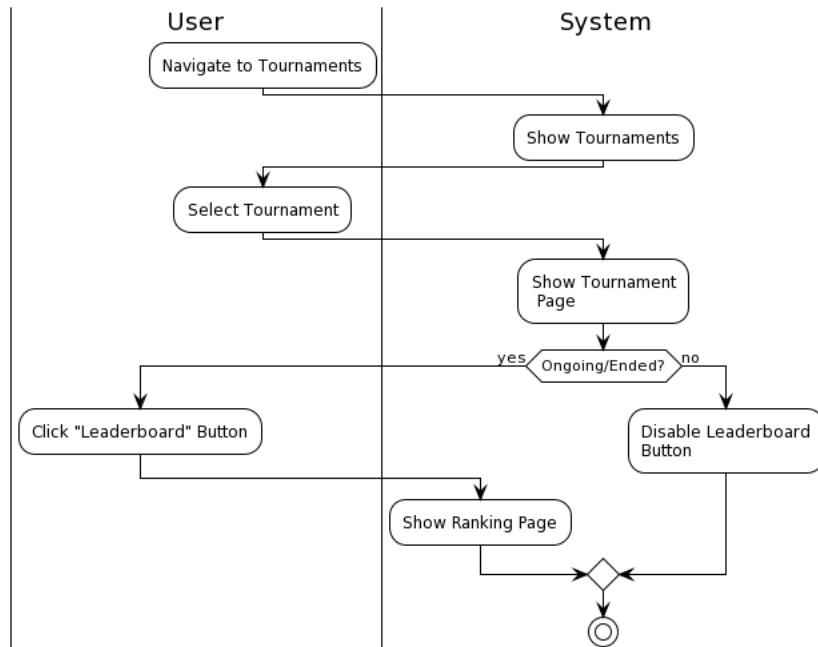 User
System
Navigate to Tournaments
Show Tournaments
Select Tournament
Show Tournament
Page
yes
Ongoing/Ended?
no
Click "Leaderboard" Button
Disable Leaderboard
Button
Show Ranking Page